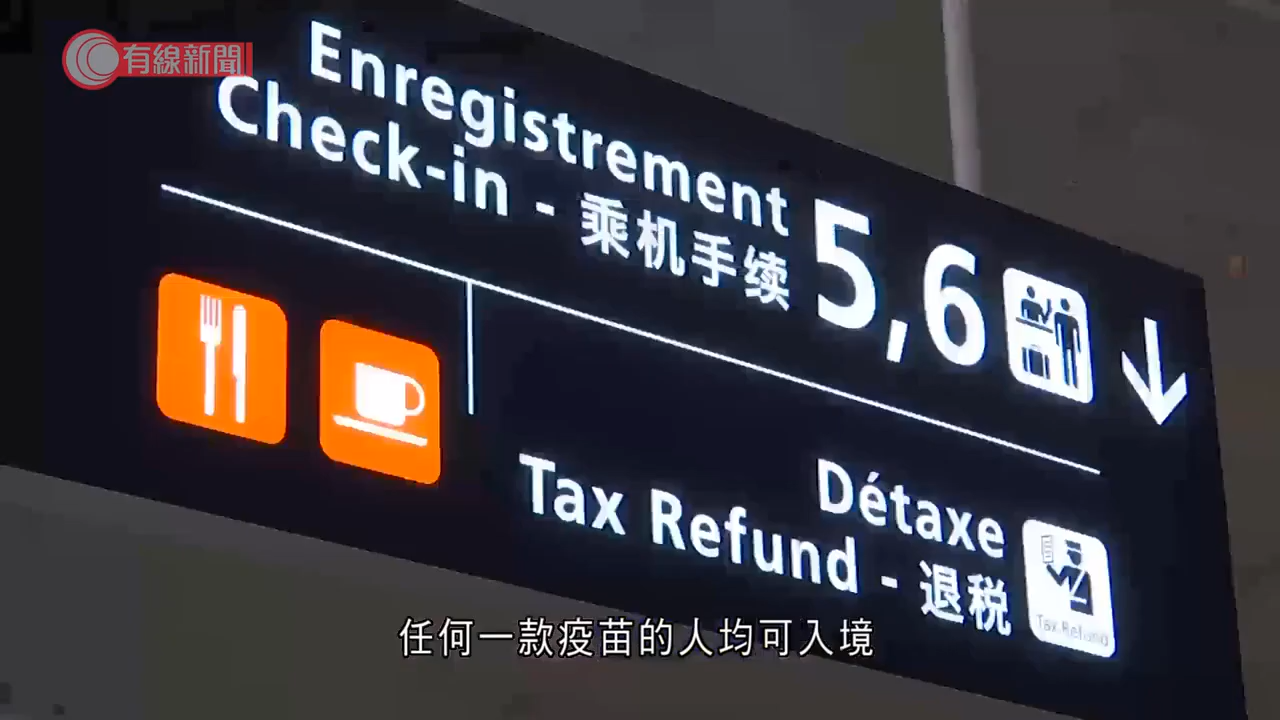 有線新聞
Enregistrement
Check-in - 乘机手续
5,6
Détaxe
Tax Refund - 退税
Tax Refund
任何一款疫苗的人均可入境